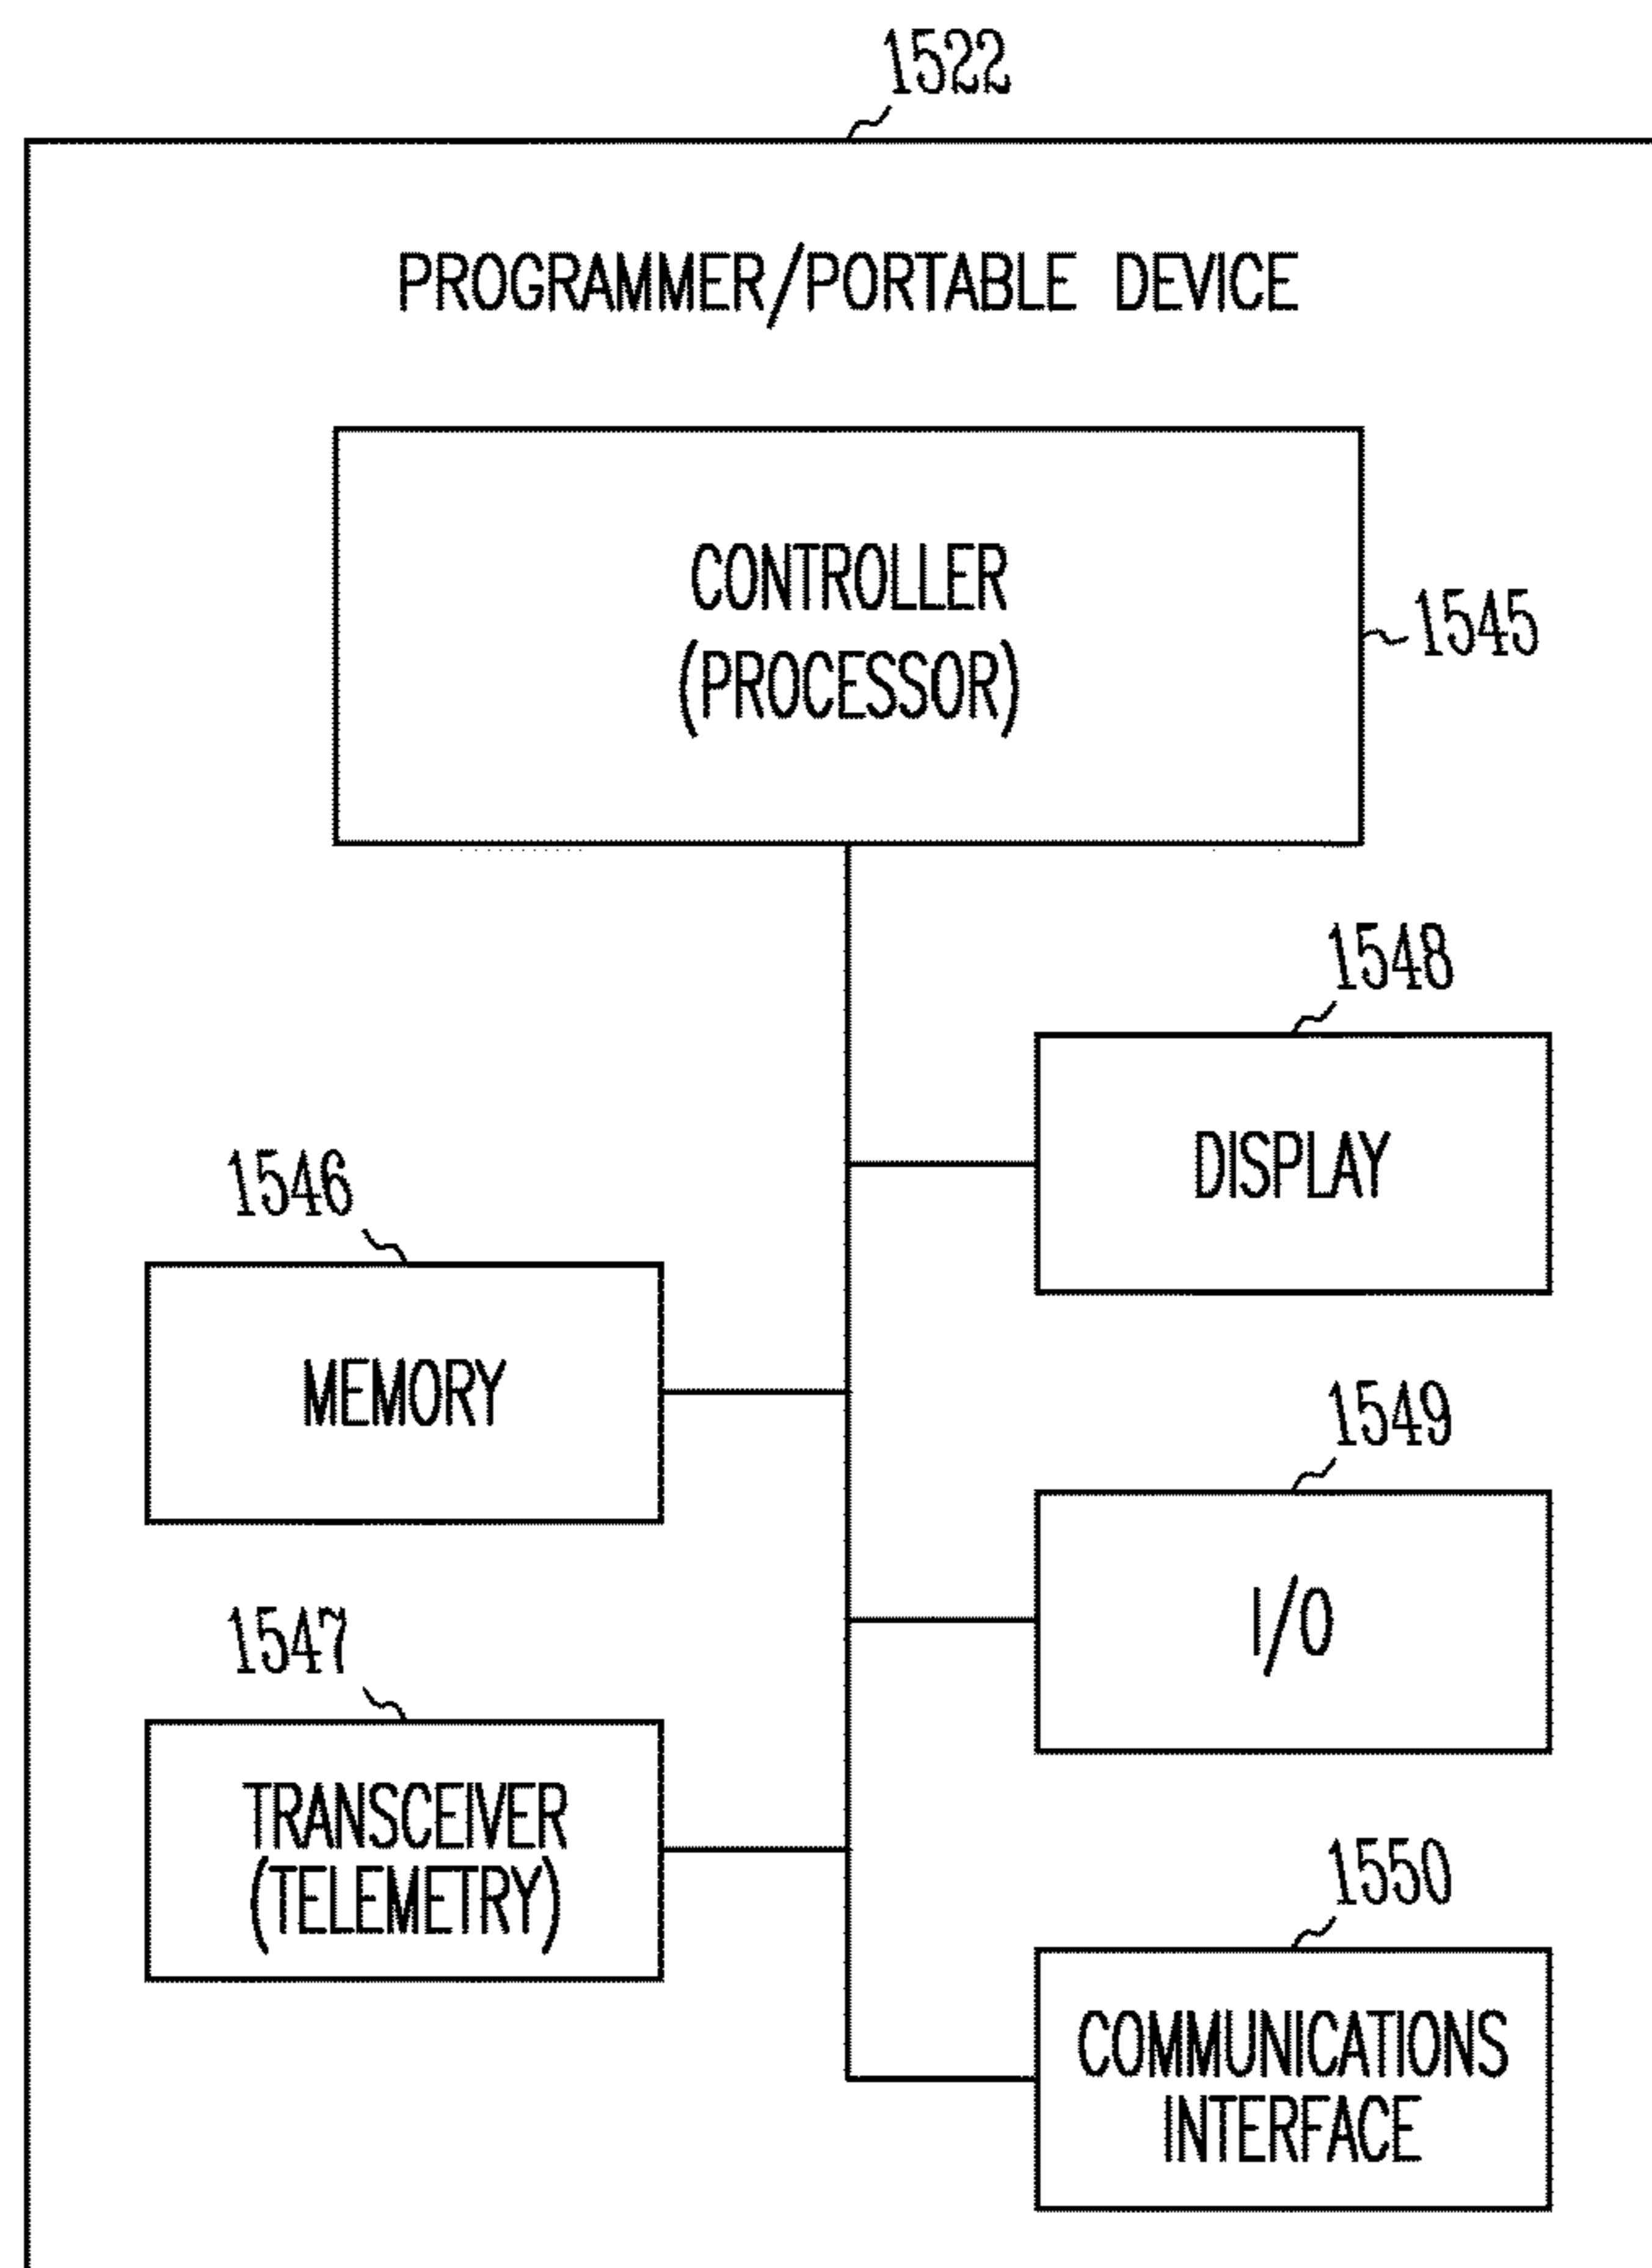 1522
PROGRAMMER/PORTABLE DEVICE
CONTROLLER
(PROCESSOR)
1545
1548
DISPLAY
1546
MEMORY
1549
I/O
1547
TRANSCEIVER
(TELEMETRY)
1550
COMMUNICATIONS
INTERFACE